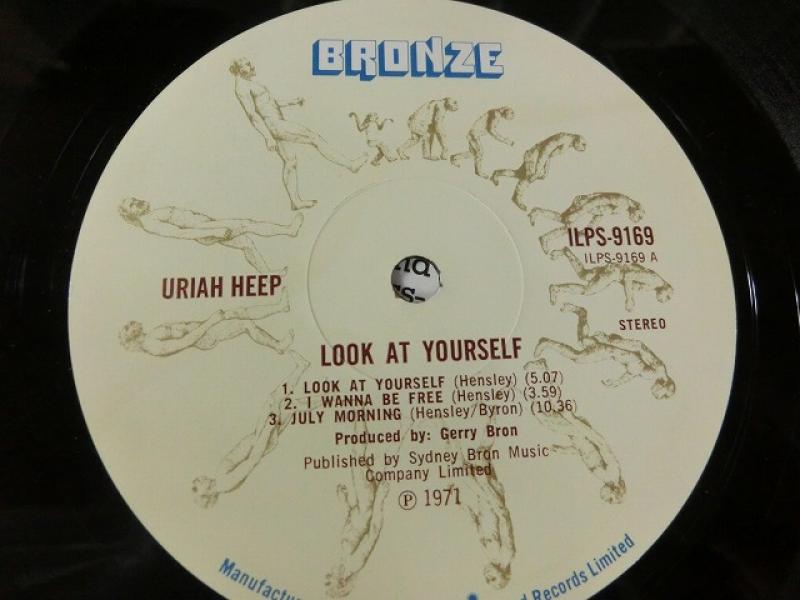 BRONZE
ILPS-9169
ILPS-9169 A
URIAH HEEP
STEREO
LOOK AT YOURSELF
1. LOOK AT YOURSELF (Hensley) (5.07)
2. I WANNA BE FREE (Hensley) (3.59)
3. JULY MORNING (Hensley/Byron) (10.36)
Produced by: Gerry Bron
Published by Sydney Bron Music
Company Limited
Ⓟ 1971
Records Limited